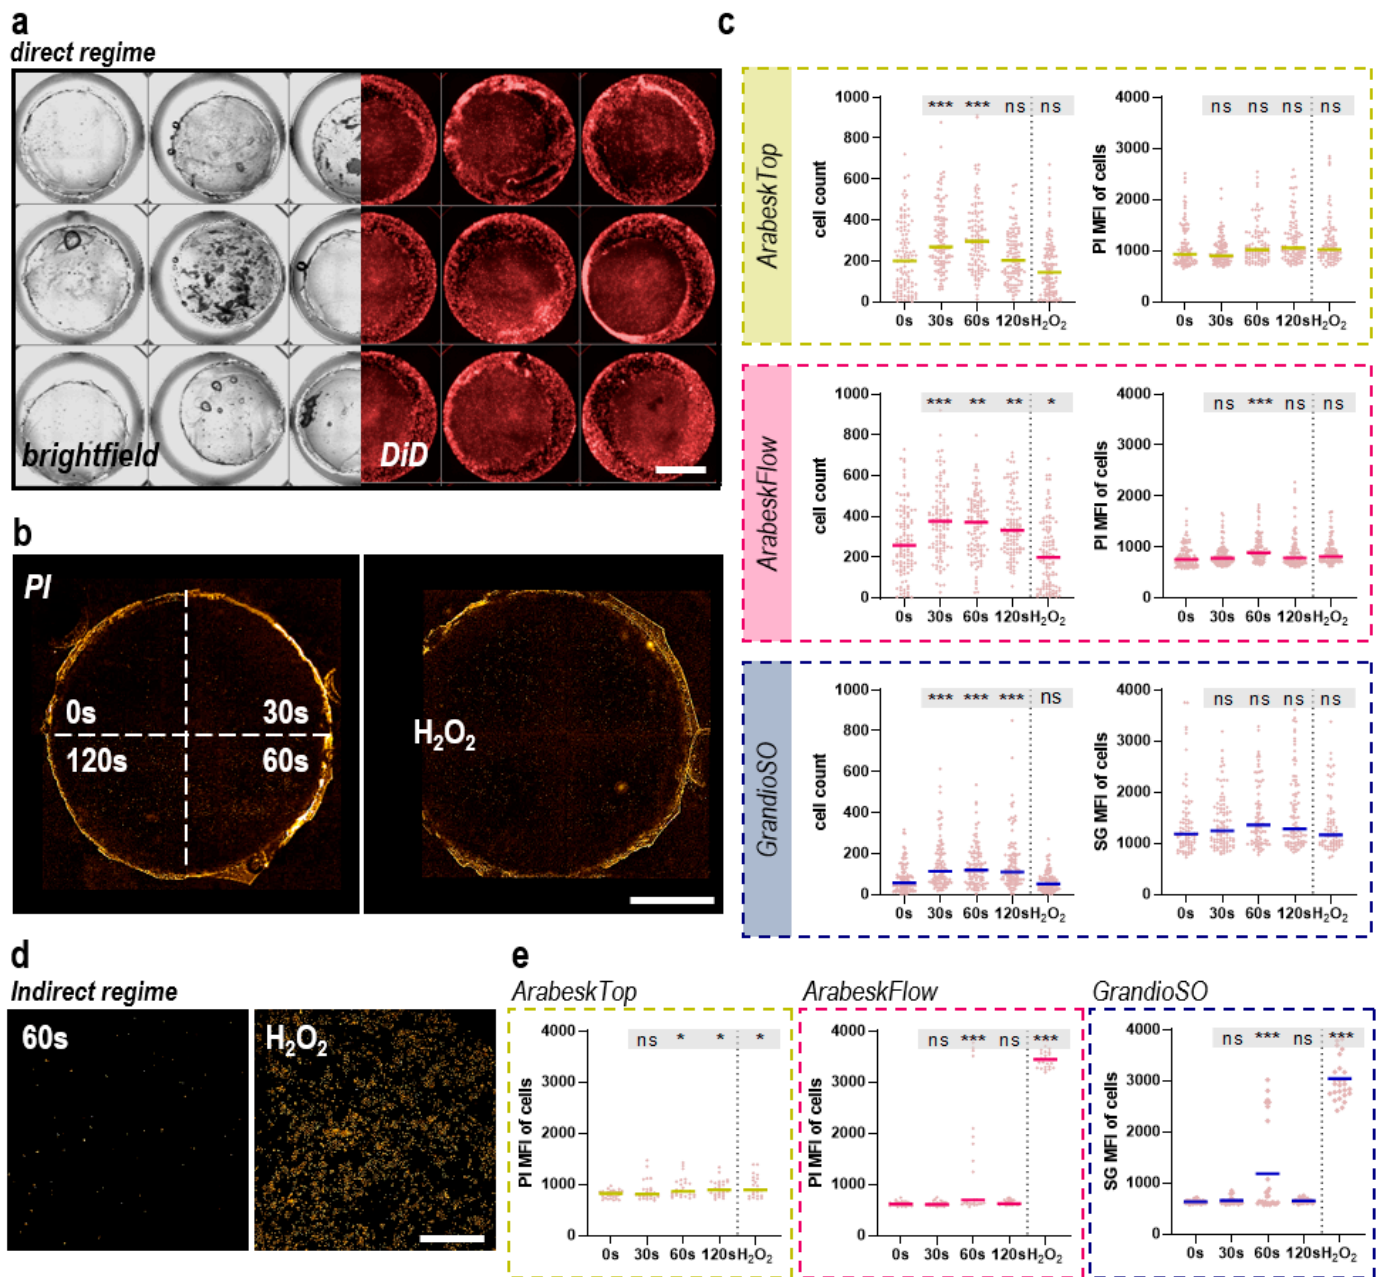 a
direct regime
brightfield
DiD
b
PI
0s
30s
120s
60s
H₂O₂
c
ArabeskTop
cell count
1000
800
600
400
200
0
*** *** ns ns
0s 30s 60s 120s H₂O₂
PI MFI of cells
4000
3000
2000
1000
0
ns ns ns ns
0s 30s 60s 120s H₂O₂
ArabeskFlow
cell count
1000
800
600
400
200
0
*** ** ** *
0s 30s 60s 120s H₂O₂
PI MFI of cells
4000
3000
2000
1000
0
ns *** ns ns
0s 30s 60s 120s H₂O₂
GrandioSO
cell count
1000
800
600
400
200
0
*** *** *** ns
0s 30s 60s 120s H₂O₂
SG MFI of cells
4000
3000
2000
1000
0
ns ns ns ns
0s 30s 60s 120s H₂O₂
d
Indirect regime
60s
H₂O₂
e
ArabeskTop
PI MFI of cells
4000
3000
2000
1000
0
ns * * *
0s 30s 60s 120s H₂O₂
ArabeskFlow
PI MFI of cells
4000
3000
2000
1000
0
ns *** ns ***
0s 30s 60s 120s H₂O₂
GrandioSO
SG MFI of cells
4000
3000
2000
1000
0
ns *** ns ***
0s 30s 60s 120s H₂O₂